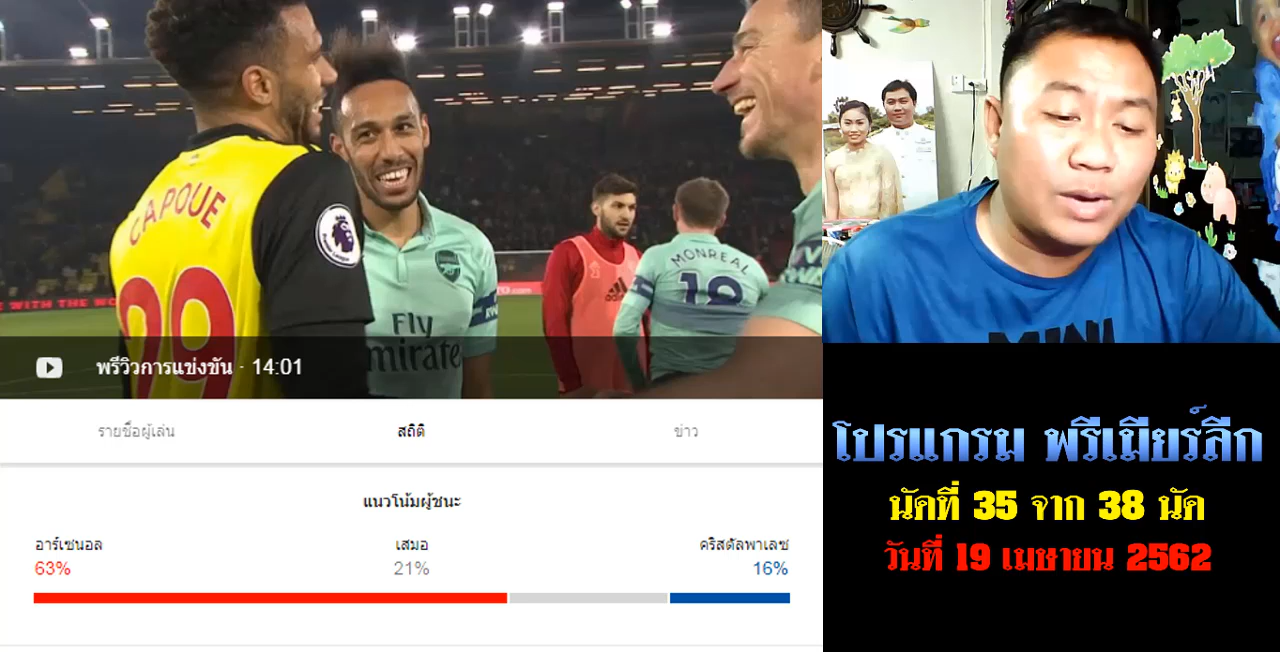 CAPOUE
29
Premier League
Fly
Emirates
MONREAL
18
พรีวิวการแข่งขัน · 14:01
รายชื่อผู้เล่น
สถิติ
ข่าว
แนวโน้มผู้ชนะ
อาร์เซนอล
เสมอ
คริสตัลพาเลซ
63%
21%
16%
MINI
โปรแกรม พรีเมียร์ลีก
นัดที่ 35 จาก 38 นัด
วันที่ 19 เมษายน 2562